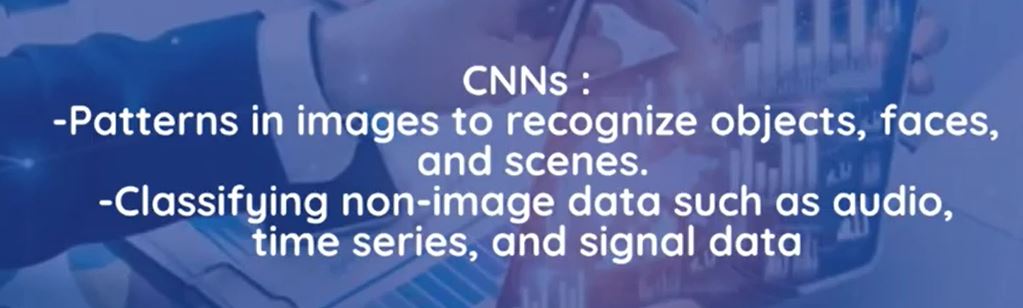 CNNs :
-Patterns in images to recognize objects, faces,
and scenes.
-Classifying non-image data such as audio,
time series, and signal data